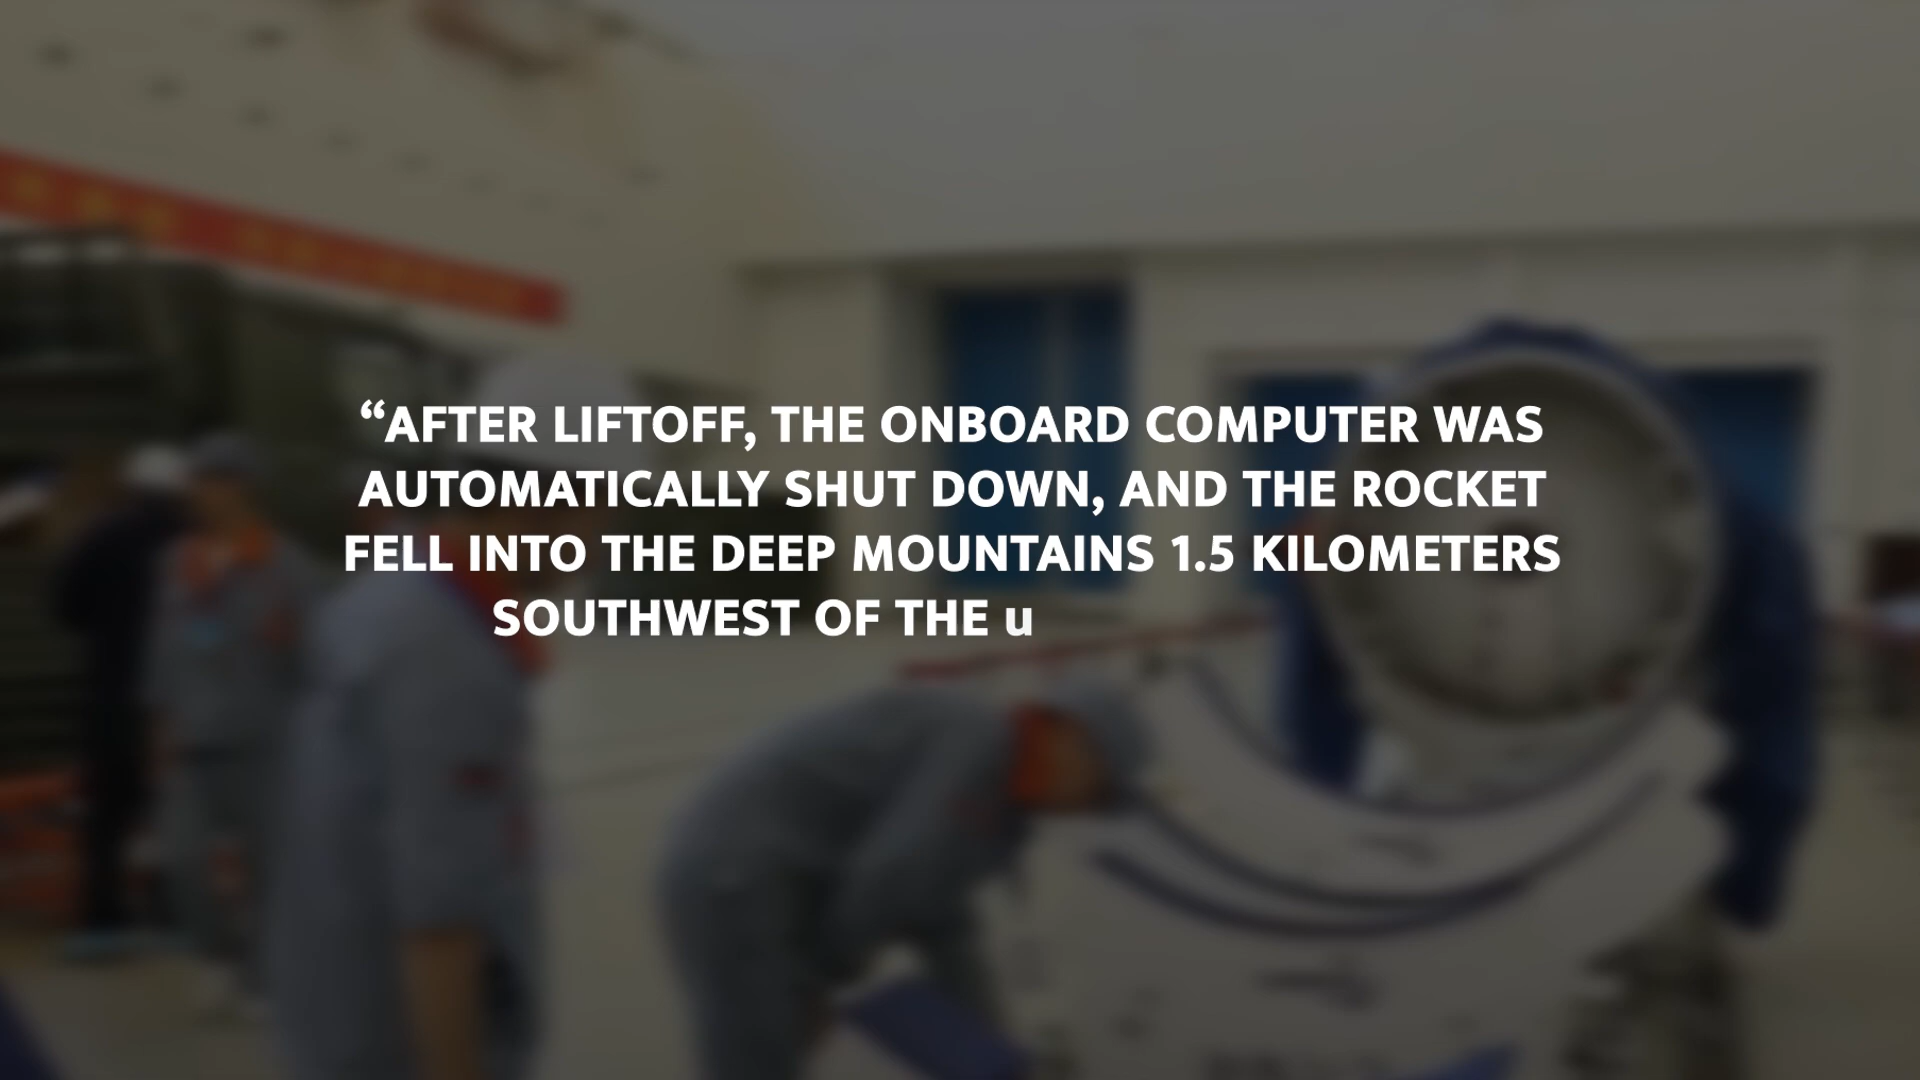 “AFTER LIFTOFF, THE ONBOARD COMPUTER WAS
AUTOMATICALLY SHUT DOWN, AND THE ROCKET
FELL INTO THE DEEP MOUNTAINS 1.5 KILOMETERS
SOUTHWEST OF THE u